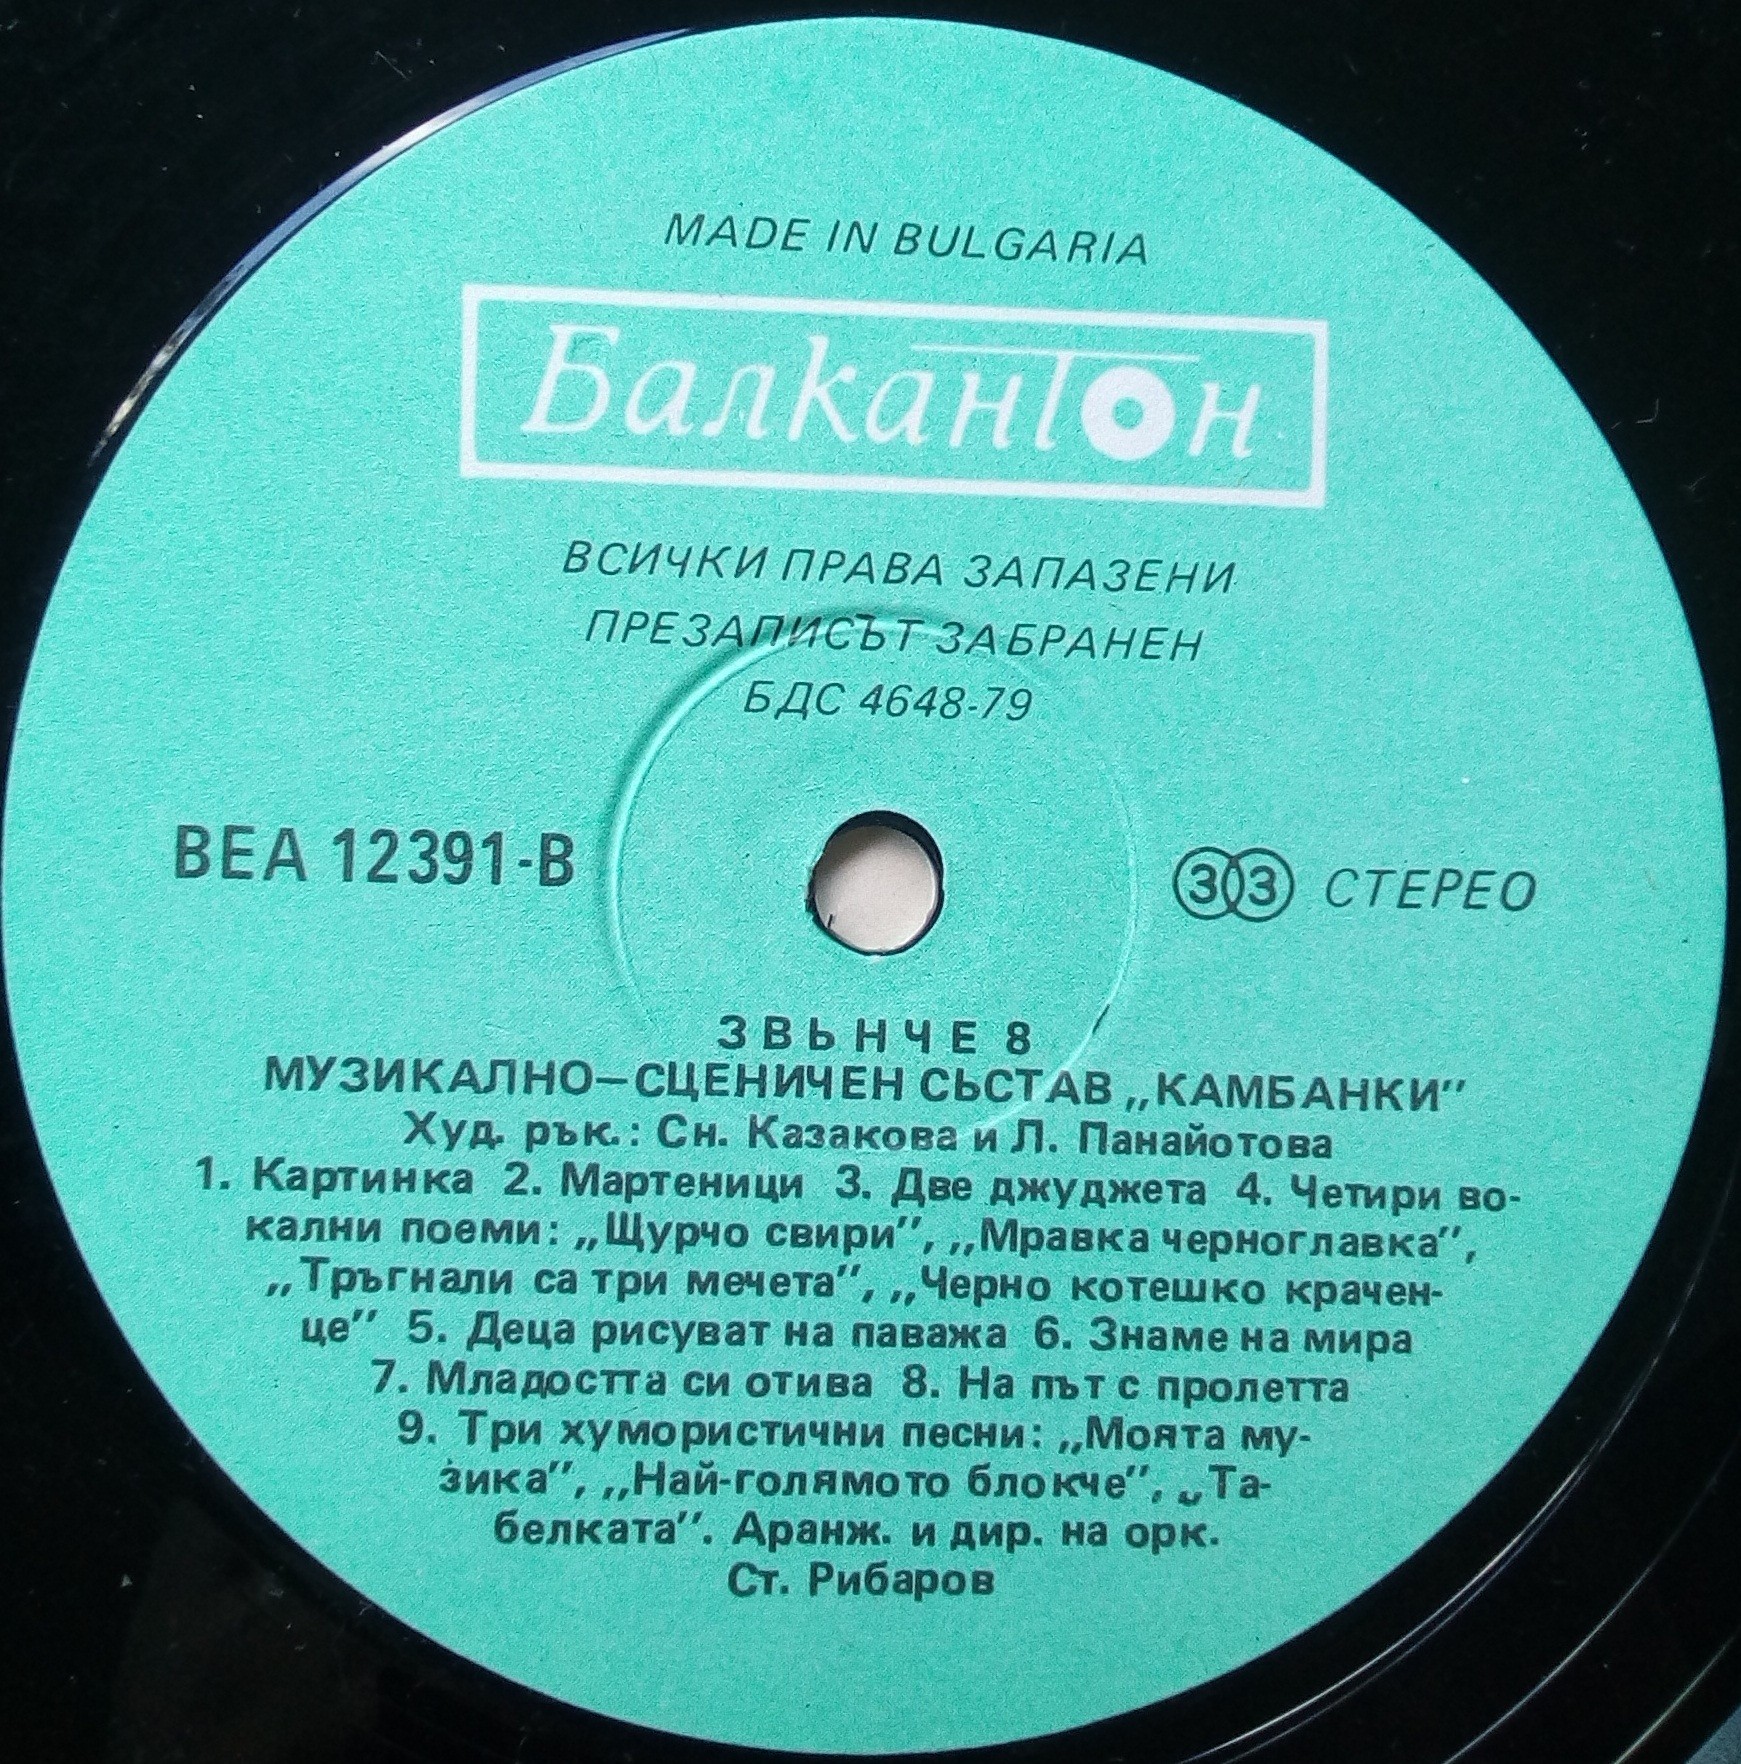 MADE IN BULGARIA
Балкантон
ВСИЧКИ ПРАВА ЗАПАЗЕНИ
ПРЕЗАПИСЪТ ЗАБРАНЕН
БДС 4648-79
ВЕА 12391-В
33 СТЕРЕО
ЗВЬНЧЕ 8
МУЗИКАЛНО–СЦЕНИЧЕН СЬСТАВ „КАМБАНКИ”
Худ. рък.: Сн. Казакова и Л. Панайотова
1. Картинка 2. Мартеници 3. Две джуджета 4. Четири во-
кални поеми: „Щурчо свири”, „Мравка черноглавка”,
„Тръгнали са три мечета”, „Черно котешко крачен-
це” 5. Деца рисуват на паважа 6. Знаме на мира
7. Младостта си отива 8. На път с пролетта
9. Три хумористични песни: „Моята му-
зика”, „Най-голямото блокче”, „Та-
белката”. Аранж. и дир. на орк.
Ст. Рибаров